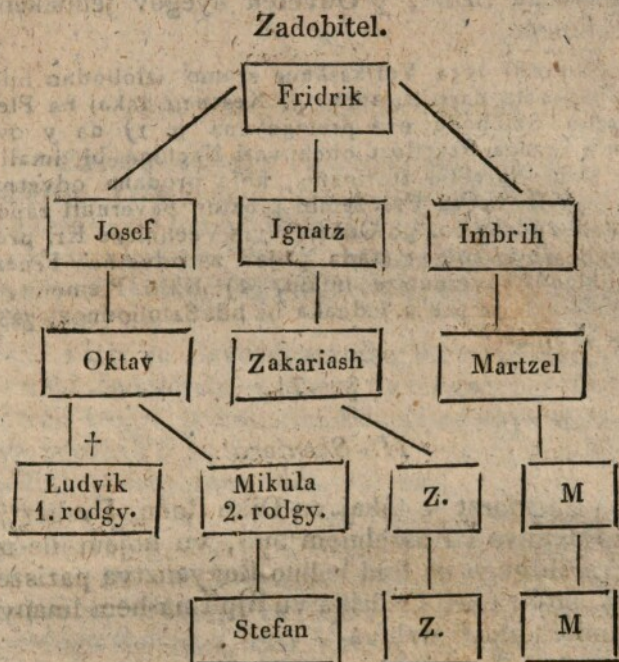 Zadobitel.
Fridrik
Josef
Ignatz
Imbrih
Oktav
Zakariash
Martzel
†
Ludvik
1. rodgy.
Mikula
2. rodgy.
Z.
M
Stefan
Z.
M